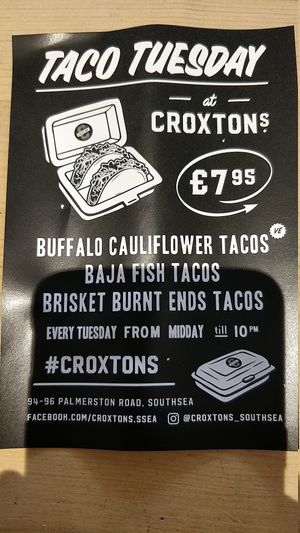 TACO TUESDAY
at
CROXTONS
£7.95
BUFFALO CAULIFLOWER TACOS VE
BAJA FISH TACOS
BRISKET BURNT ENDS TACOS
EVERY TUESDAY FROM MIDDAY till 10PM
#CROXTONS
94-96 PALMERSTON ROAD, SOUTHSEA
FACEBOOK.COM/CROXTONS.SSEA @CROXTONS_SOUTHSEA